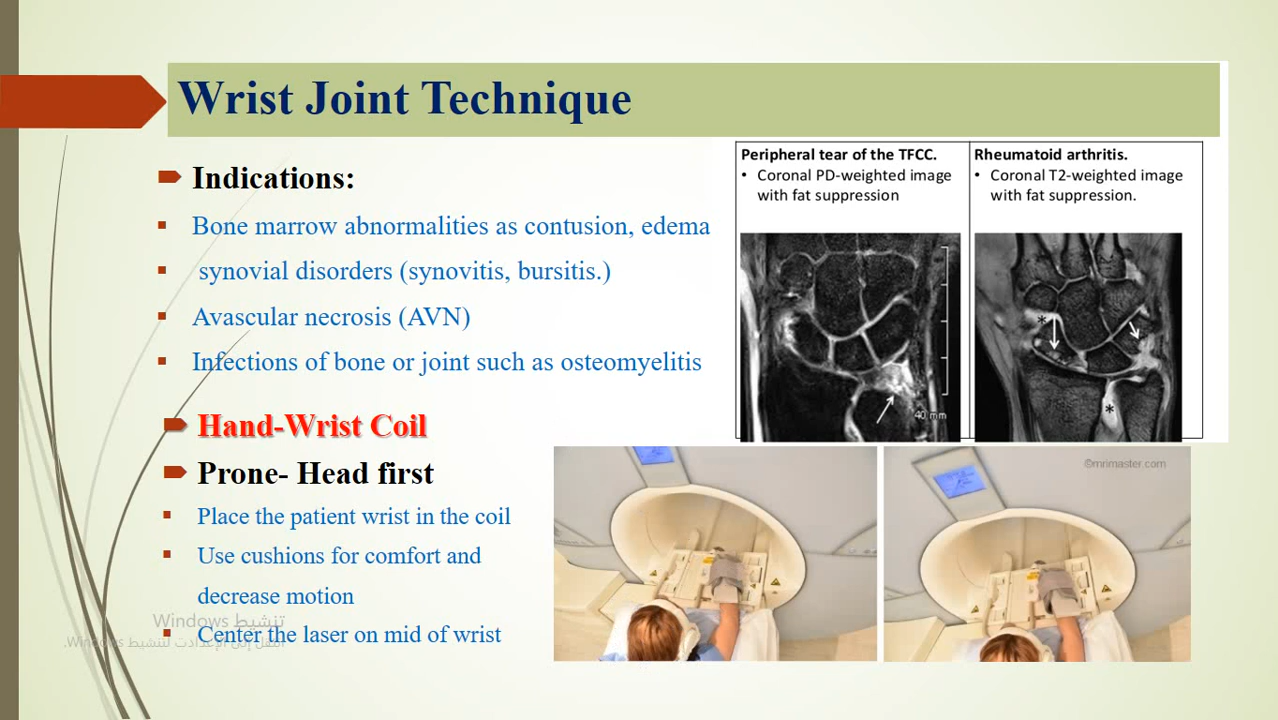 Wrist Joint Technique
Indications:
Bone marrow abnormalities as contusion, edema
synovial disorders (synovitis, bursitis.)
Avascular necrosis (AVN)
Infections of bone or joint such as osteomyelitis
Hand-Wrist Coil
Prone- Head first
Place the patient wrist in the coil
Use cushions for comfort and
decrease motion
Center the laser on mid of wrist
Peripheral tear of the TFCC.
• Coronal PD-weighted image
with fat suppression
Rheumatoid arthritis.
• Coronal T2-weighted image
with fat suppression.
40 mm
*
*
©mrimaster.com
تنشيط Windows
انتقل إلى الإعدادات لتنشيط Windows.